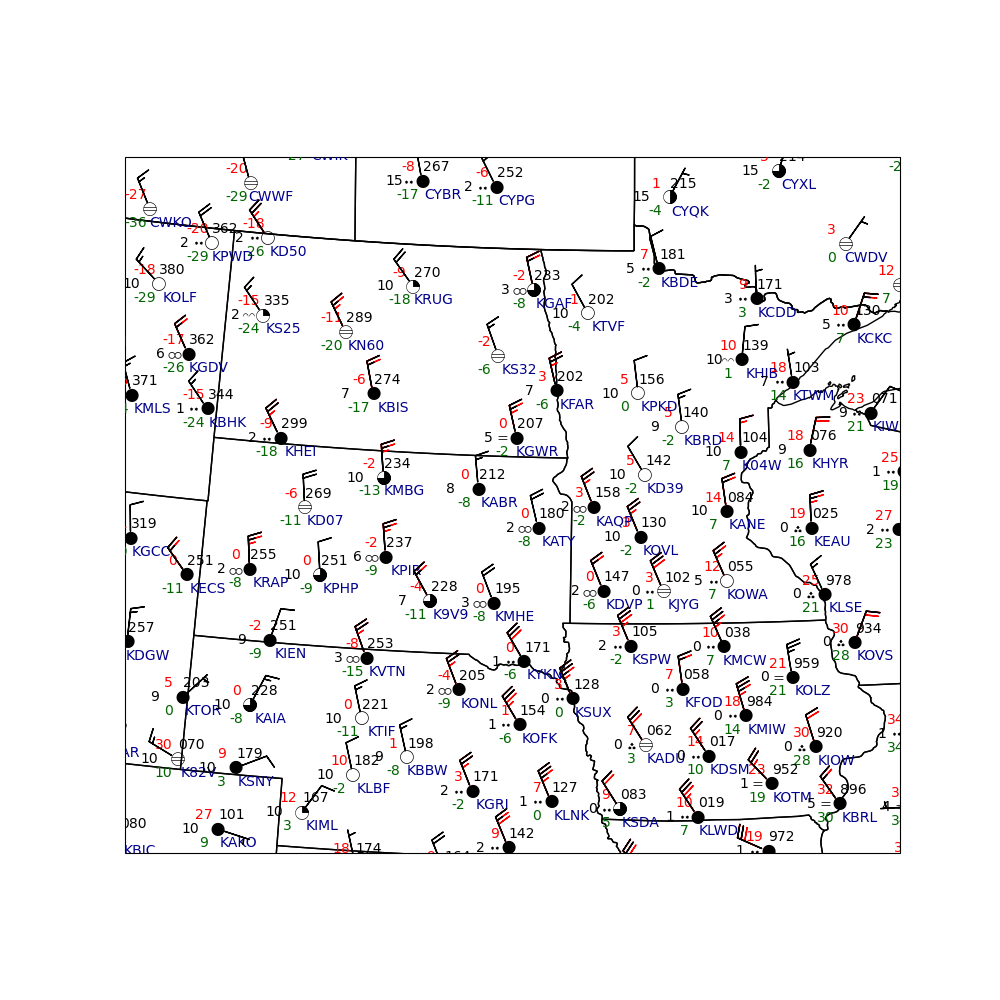 -8 267
15 -17 CYBR
-6 252
2 -11 CYPG
-20
-29 CWWF
-27
-36 CWKO
1 215
15 -4 CYQK
15 -2 CYXL
3
0 CWDV
-20 362
2 -29 KPWD
-18
2 -26 KD50
7 181
5 -2 KBDE
-18 380
10 -29 KOLF
-9 270
10 -18 KRUG
-2 283
3 -8 KGAF
202
10 -4 KTVF
171
3 3 KCDD
12
7
-15 335
2 -24 KS25
-11 289
-20 KN60
10 130
5 7 KCKC
-17 362
6 -26 KGDV
-2
-6 KS32
10 139
10 1 KHIB
18 103
7 14 KTWM
371
KMLS
-15 344
1 -24 KBHK
-6 274
7 -17 KBIS
3 202
7 -6 KFAR
5 156
10 0 KPKD
5 140
9 -2 KBRD
23 071
9 21 KIW
-9 299
2 -18 KHEI
0 207
5 -2 KGWR
14 104
10 7 K04W
18 076
9 16 KHYR
-2 234
10 -13 KMBG
0 212
8 -8 KABR
5 142
10 -2 KD39
25
1 19
-6 269
-11 KD07
3 158
2 -2 KAQP
14 084
10 7 KANE
319
KGCC
0 180
2 -8 KATY
130
10 -2 KOVL
19 025
0 16 KEAU
27
2 23
0 251
-11 KECS
0 255
2 -8 KRAP
0 251
10 -9 KPHP
-2 237
6 -9 KPIR
-4 228
7 -11 K9V9
0 195
3 -8 KMHE
0 147
2 -6 KDVP
3 102
0 1 KJYG
12 055
5 7 KOWA
25 978
0 21 KLSE
257
KDGW
-2 251
9 -9 KIEN
-8 253
3 -15 KVTN
0 171
1 -6 KYKN
3 105
2 -2 KSPW
10 038
0 7 KMCW
30 934
0 28 KOVS
5 203
9 0 KTOR
0 228
10 -8 KAIA
-4 205
2 -9 KONL
128
0 0 KSUX
7 058
0 3 KFOD
21 959
0 21 KOLZ
0 221
10 -11 KTIF
1 154
1 -6 KOFK
18 984
0 14 KMIW
30 070
10 10 K82V
9 179
3 KSNY
10 182
10 -2 KLBF
1 198
9 -8 KBBW
7 062
0 3 KADU
14 017
0 10 KDSM
30 920
0 28 KIOW
34
1 34
3 171
2 -2 KGRI
7 127
1 0 KLNK
23 952
1 19 KOTM
12 167
10 3 KIML
9 083
0 5 KSDA
10 019
1 7 KLWD
32 896
5 30 KBRL
080
KBIC
27 101
10 9 KAKO
18 174
9 142
2
19 972
1